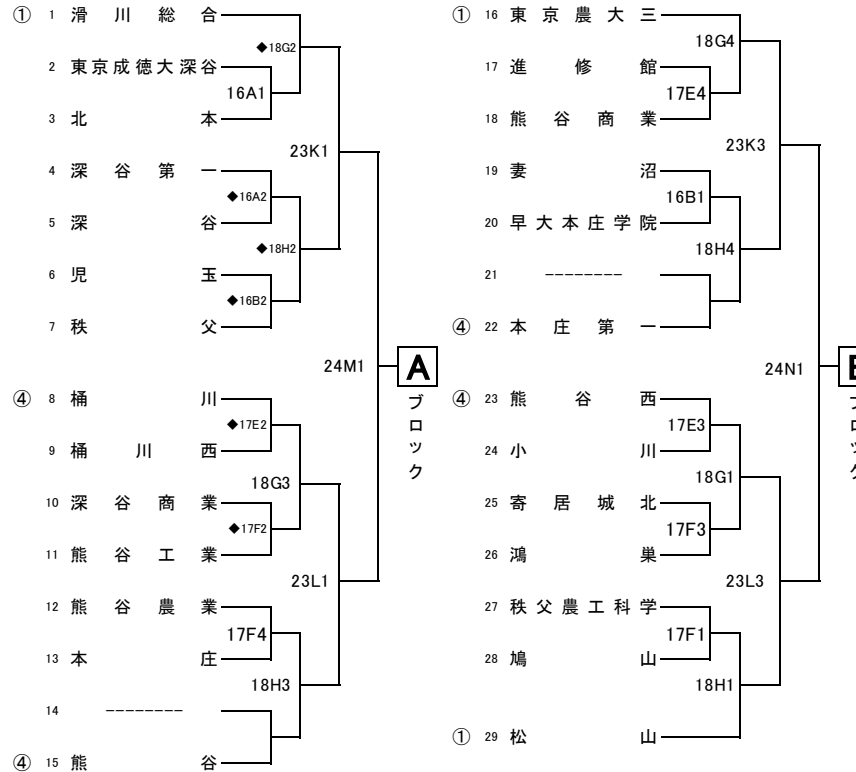 ① 1 滑川総合
◆18G2
2 東京成徳大深谷
16A1
3 北本
23K1
4 深谷第一
◆16A2
5 深谷
◆18H2
6 児玉
◆16B2
7 秩父
24M1
A
ブロック
④ 8 桶川
◆17E2
9 桶川西
18G3
10 深谷商業
◆17F2
11 熊谷工業
23L1
12 熊谷農業
17F4
13 本庄
18H3
14 --------
④ 15 熊谷
① 16 東京農大三
18G4
17 進修館
17E4
18 熊谷商業
23K3
19 妻沼
16B1
20 早大本庄学院
18H4
21 --------
④ 22 本庄第一
24N1
④ 23 熊谷西
17E3
24 小川
18G1
25 寄居城北
17F3
26 鴻巣
23L3
27 秩父農工科学
17F1
28 鳩山
18H1
① 29 松山